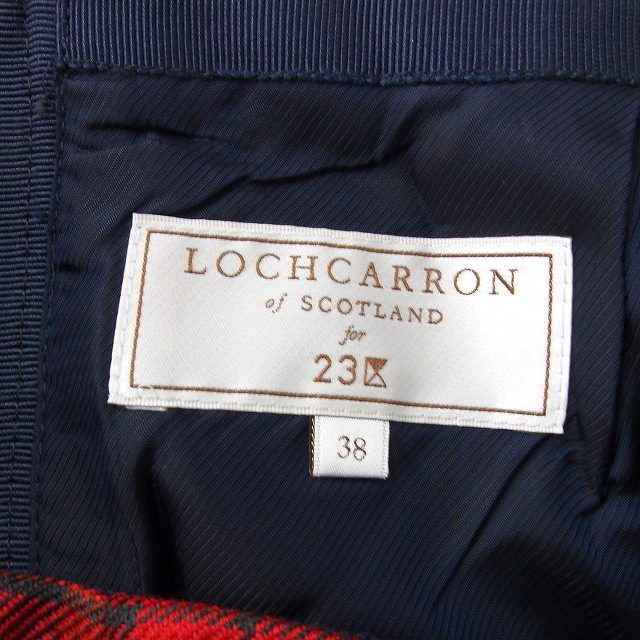 LOCHCARRON
of SCOTLAND
for
23区
38